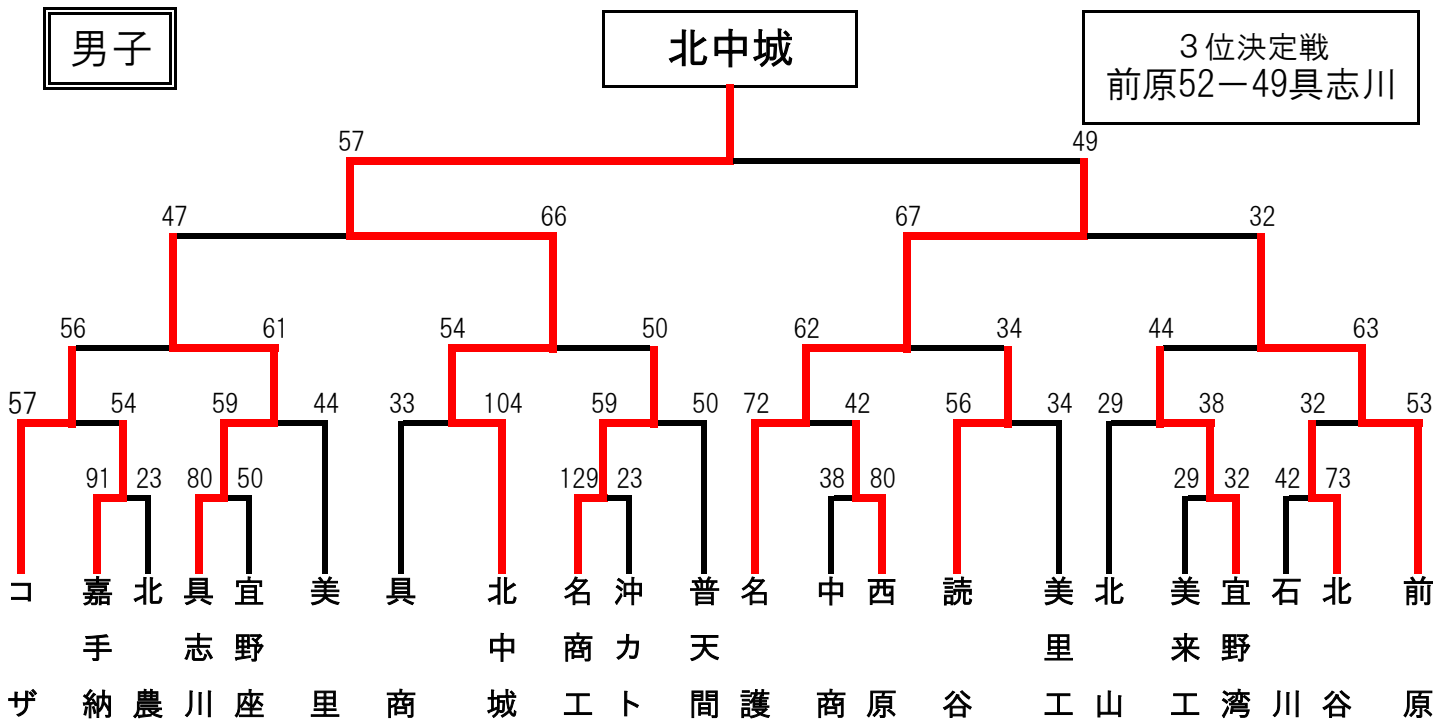 男子
北中城
３位決定戦
前原52－49具志川
57 49
47 66 67 32
56 61 54 50 62 34 44 63
57 54 59 44 33 104 59 50 72 42 56 34 29 38 32 53
91 23 80 50 129 23 38 80 29 32 42 73
コザ
嘉手納
北農
具志川
宜野座
美里
具商
北中城
名商工
沖カト
普天間
名護
中商
西原
読谷
美里工
北山
美来工
宜野湾
石川
北谷
前原